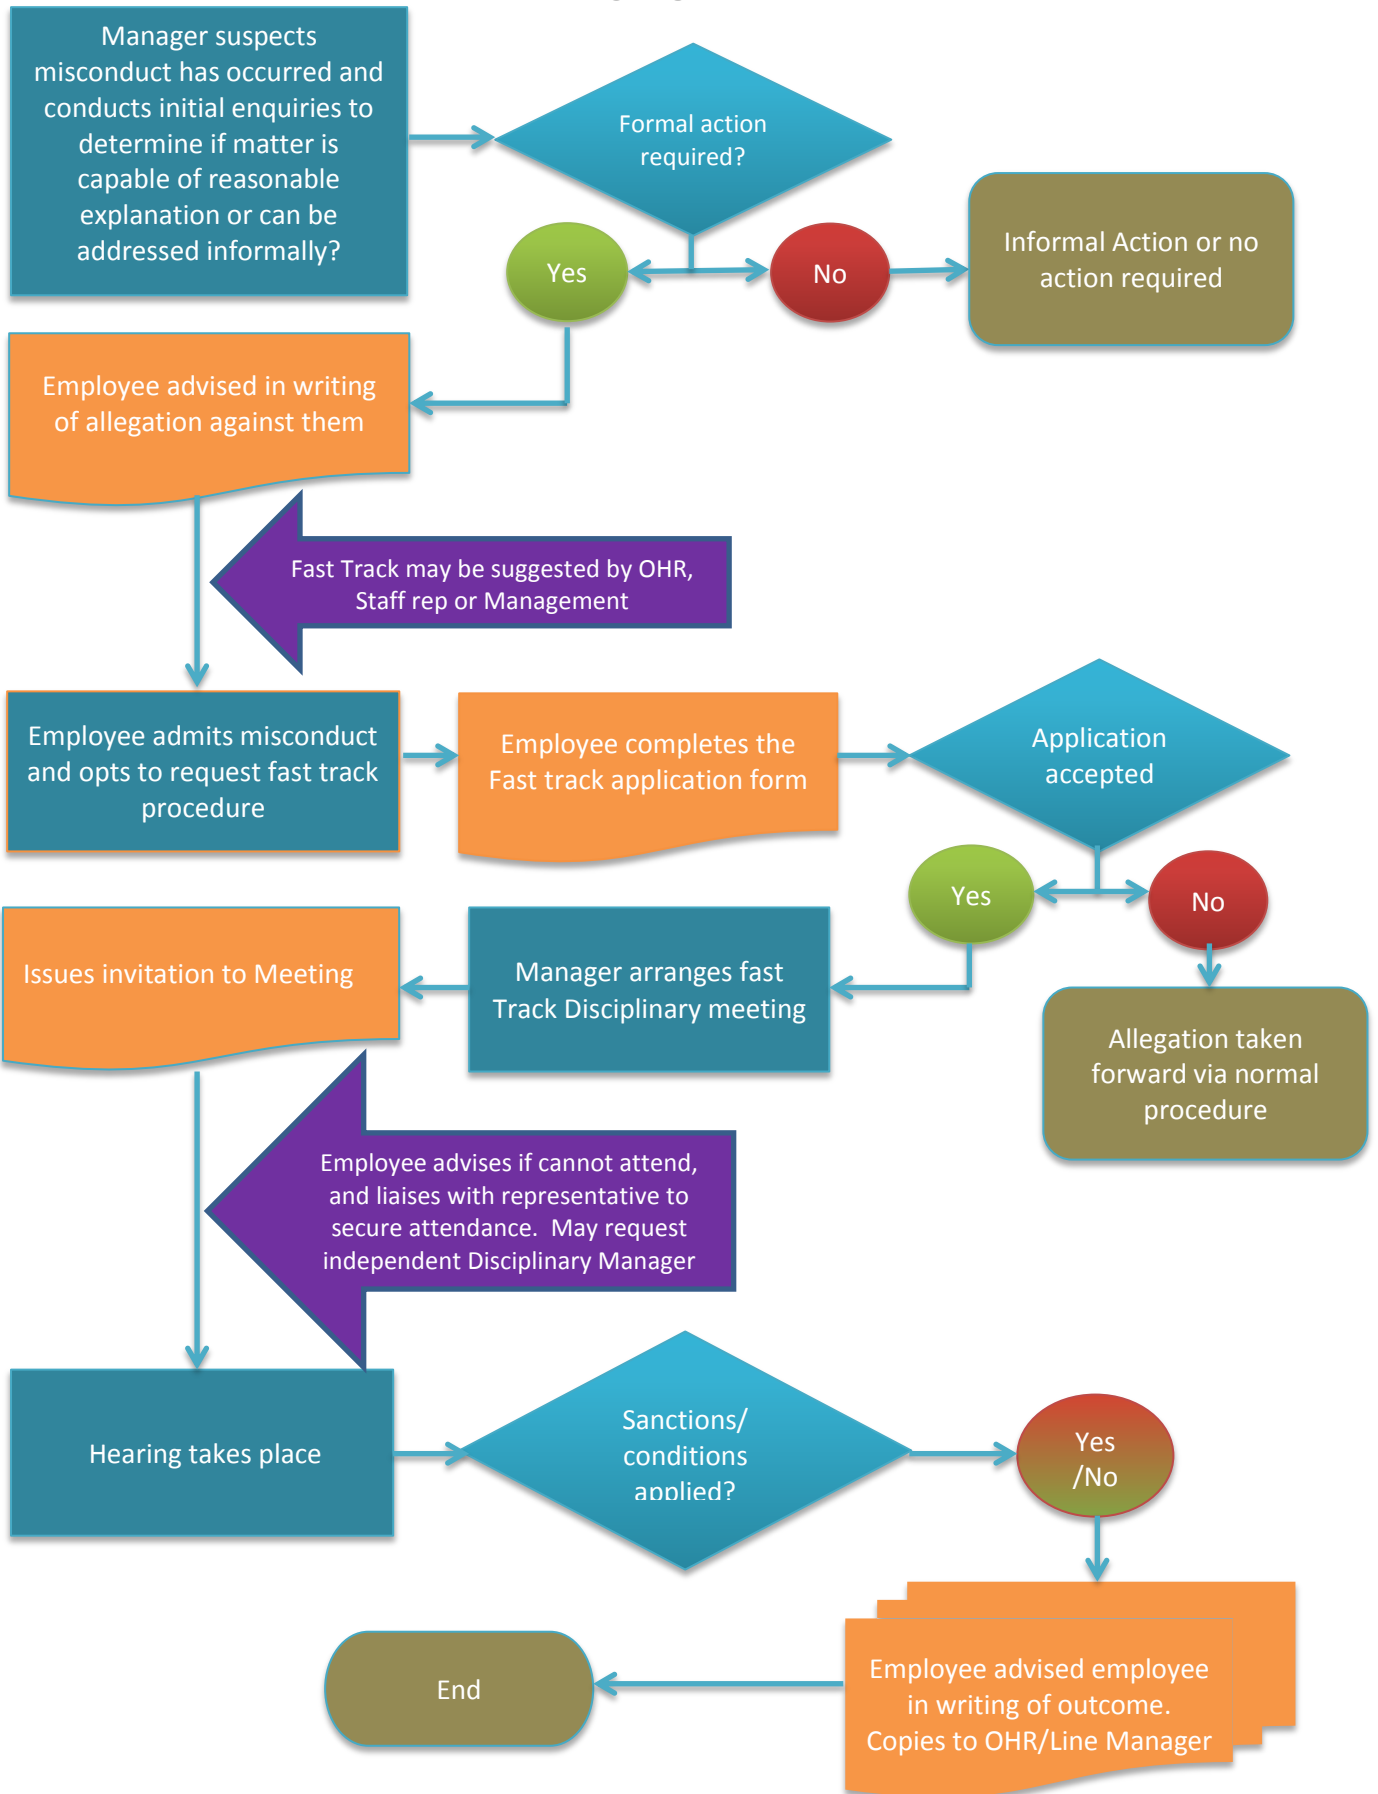 Manager suspects
misconduct has occurred and
conducts initial enquiries to
determine if matter is
capable of reasonable
explanation or can be
addressed informally?
Formal action
required?
Yes
No
Informal Action or no
action required
Employee advised in writing
of allegation against them
Fast Track may be suggested by OHR,
Staff rep or Management
Employee admits misconduct
and opts to request fast track
procedure
Employee completes the
Fast track application form
Application
accepted
Yes
No
Allegation taken
forward via normal
procedure
Manager arranges fast
Track Disciplinary meeting
Issues invitation to Meeting
Employee advises if cannot attend,
and liaises with representative to
secure attendance.  May request
independent Disciplinary Manager
Hearing takes place
Sanctions/
conditions
applied?
Yes
/No
Employee advised employee
in writing of outcome.
Copies to OHR/Line Manager
End